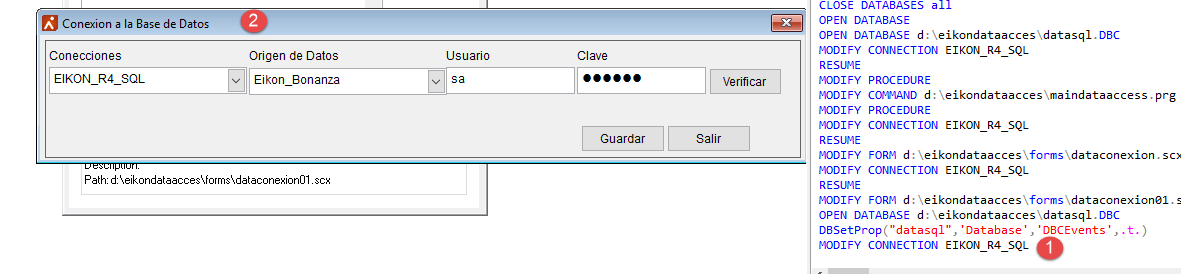 Conexion a la Base de Datos
2
Conecciones Origen de Datos Usuario Clave
EIKON_R4_SQL Eikon_Bonanza sa ●●●●●● Verificar
Guardar Salir
Description:
Path: d:\eikondataacces\forms\dataconexion01.scx
CLOSE DATABASES all
OPEN DATABASE
OPEN DATABASE d:\eikondataacces\datasql.DBC
MODIFY CONNECTION EIKON_R4_SQL
RESUME
MODIFY PROCEDURE
MODIFY COMMAND d:\eikondataacces\maindataaccess.prg
MODIFY PROCEDURE
MODIFY CONNECTION EIKON_R4_SQL
RESUME
MODIFY FORM d:\eikondataacces\forms\dataconexion.scx
MODIFY CONNECTION EIKON_R4_SQL
RESUME
MODIFY FORM d:\eikondataacces\forms\dataconexion01.s
OPEN DATABASE d:\eikondataacces\datasql.DBC
DBSetProp("datasql",'Database','DBCEvents',.t.)
MODIFY CONNECTION EIKON_R4_SQL 1